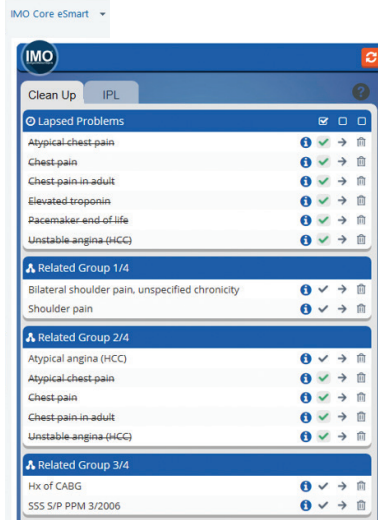 IMO Core eSmart
IMO
Clean Up IPL ?
Lapsed Problems
Atypical chest pain
Chest pain
Chest pain in adult
Elevated troponin
Pacemaker end of life
Unstable angina (HCC)
Related Group 1/4
Bilateral shoulder pain, unspecified chronicity
Shoulder pain
Related Group 2/4
Atypical angina (HCC)
Atypical chest pain
Chest pain
Chest pain in adult
Unstable angina (HCC)
Related Group 3/4
Hx of CABG
SSS S/P PPM 3/2006